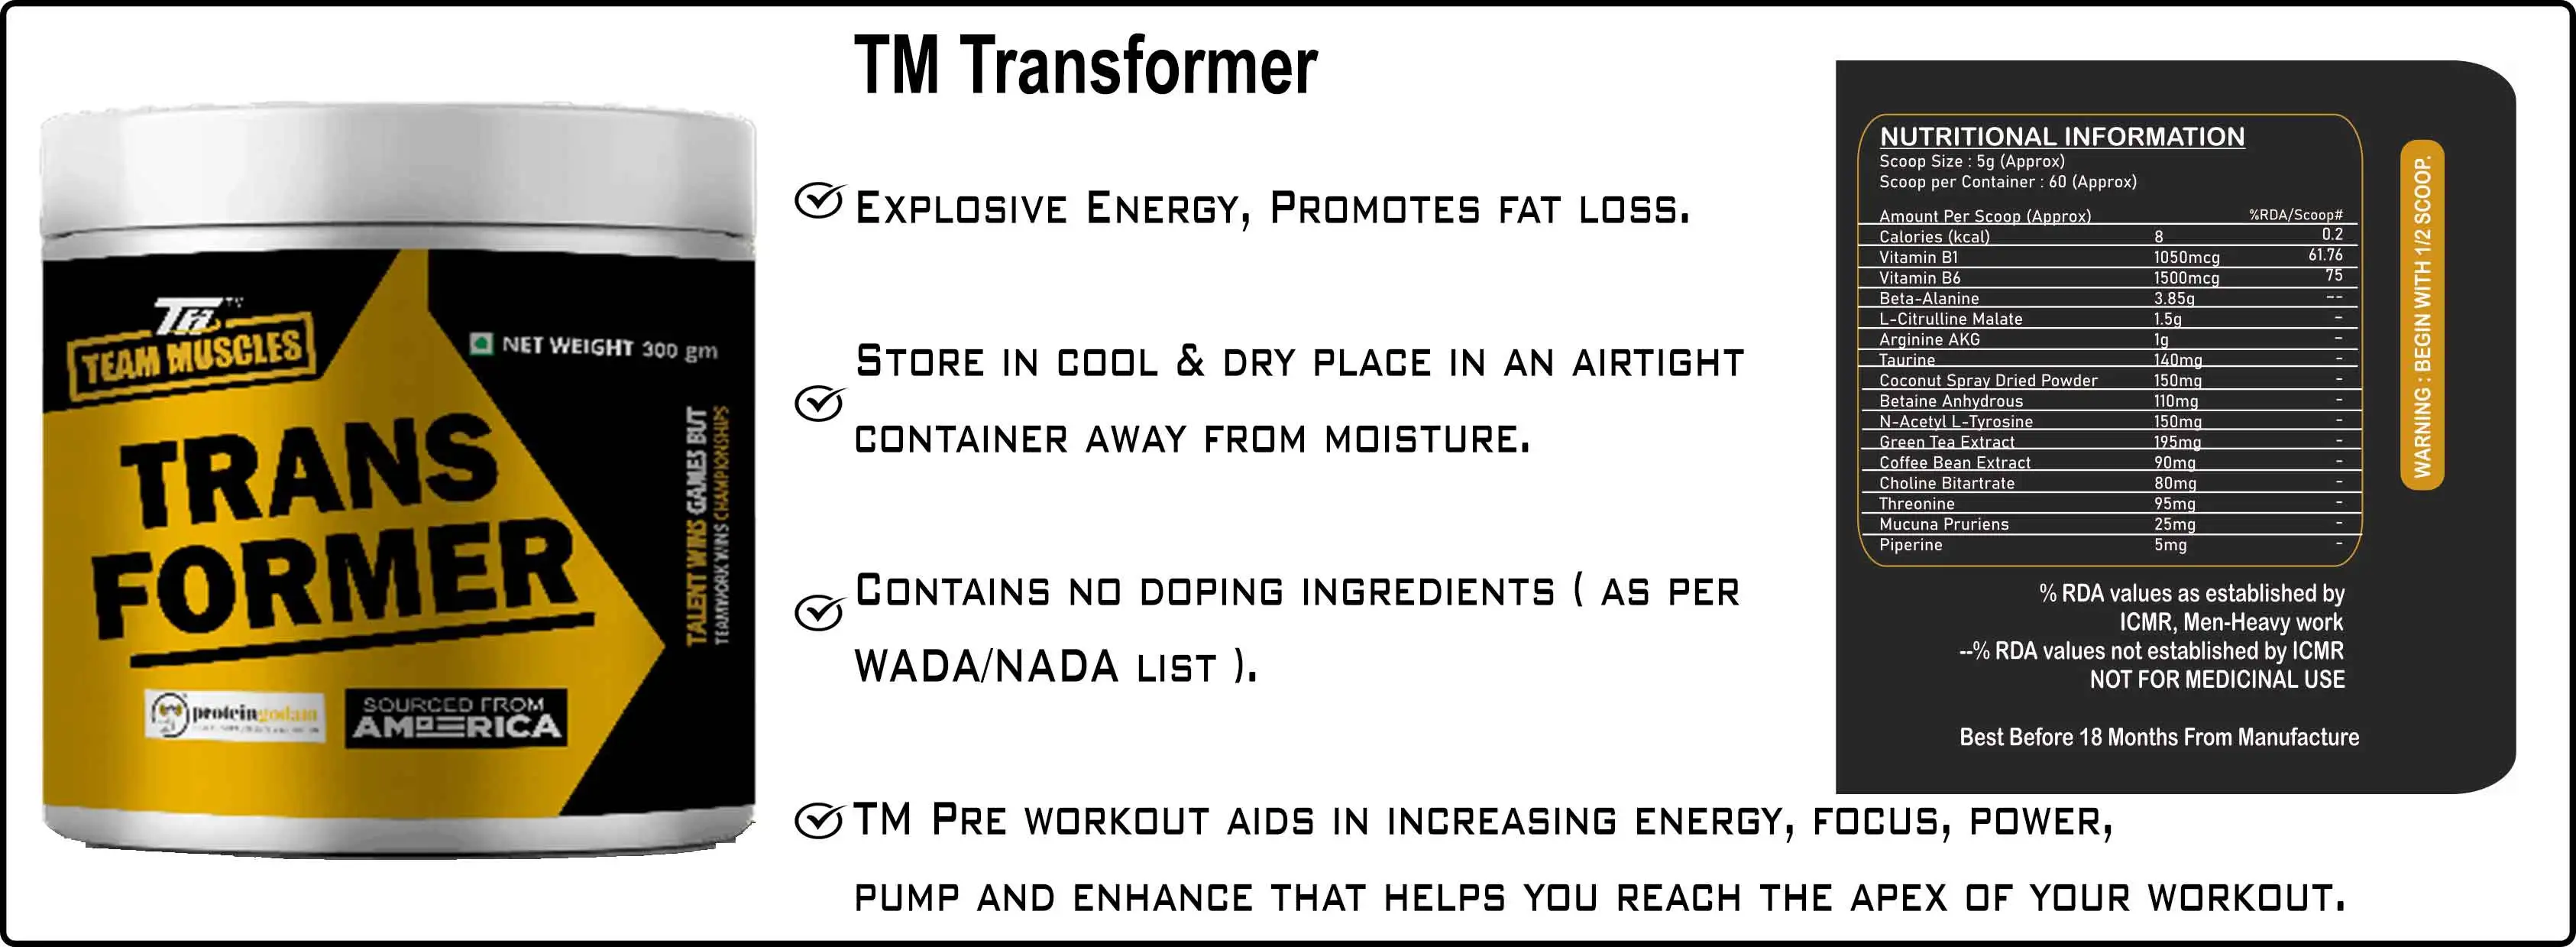 TM Transformer
EXPLOSIVE ENERGY, PROMOTES FAT LOSS.
STORE IN COOL & DRY PLACE IN AN AIRTIGHT
CONTAINER AWAY FROM MOISTURE.
CONTAINS NO DOPING INGREDIENTS ( AS PER
WADA/NADA LIST ).
TM PRE WORKOUT AIDS IN INCREASING ENERGY, FOCUS, POWER,
PUMP AND ENHANCE THAT HELPS YOU REACH THE APEX OF YOUR WORKOUT.
TM
TEAM MUSCLES
NET WEIGHT 300 gm
TRANS
FORMER
TALENT WINS GAMES BUT
TEAMWORK WINS CHAMPIONSHIPS
proteingodam
SOURCED FROM
AMERICA
NUTRITIONAL INFORMATION
Scoop Size : 5g (Approx)
Scoop per Container : 60 (Approx)
Amount Per Scoop (Approx) %RDA/Scoop#
Calories (kcal) 8 0.2
Vitamin B1 1050mcg 61.76
Vitamin B6 1500mcg 75
Beta-Alanine 3.85g --
L-Citrulline Malate 1.5g -
Arginine AKG 1g -
Taurine 140mg -
Coconut Spray Dried Powder 150mg -
Betaine Anhydrous 110mg -
N-Acetyl L-Tyrosine 150mg -
Green Tea Extract 195mg -
Coffee Bean Extract 90mg -
Choline Bitartrate 80mg -
Threonine 95mg -
Mucuna Pruriens 25mg -
Piperine 5mg -
% RDA values as established by
ICMR, Men-Heavy work
--% RDA values not established by ICMR
NOT FOR MEDICINAL USE
Best Before 18 Months From Manufacture
WARNING : BEGIN WITH 1/2 SCOOP.